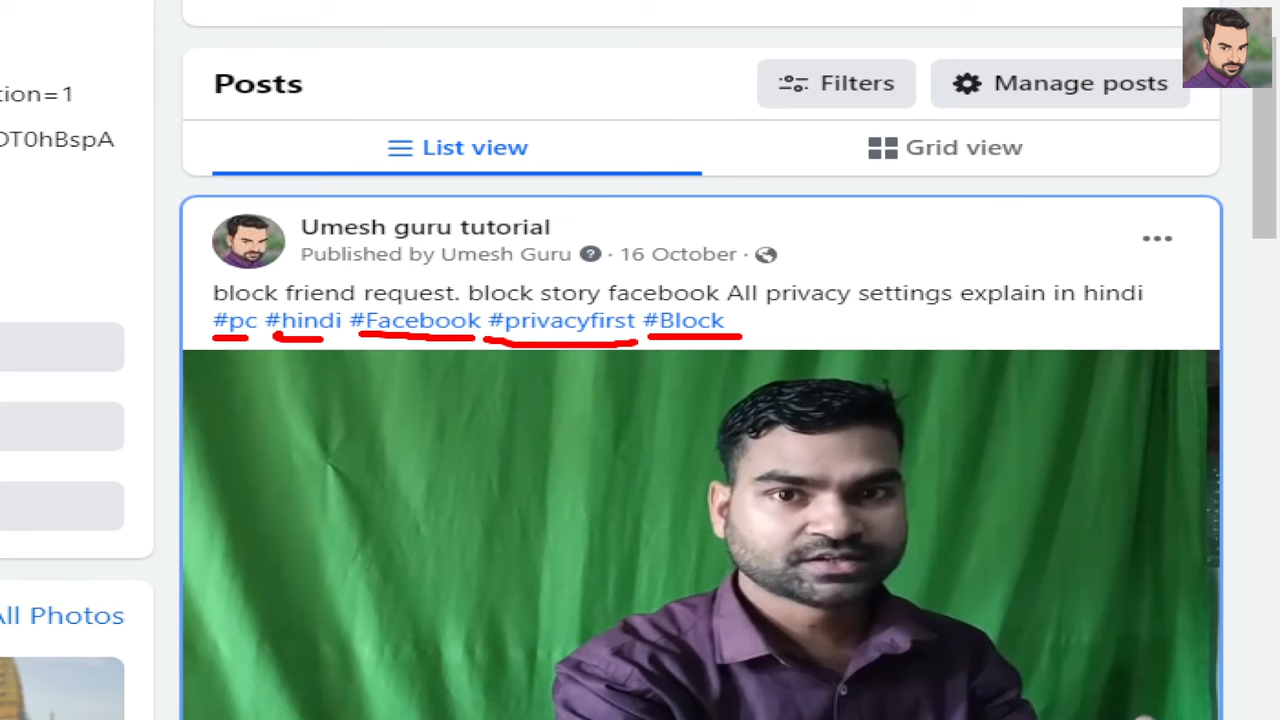 tion=1
DT0hBspA
Posts
Filters
Manage posts
List view
Grid view
Umesh guru tutorial
Published by Umesh Guru · 16 October ·
block friend request. block story facebook All privacy settings explain in hindi
#pc #hindi #Facebook #privacyfirst #Block
All Photos